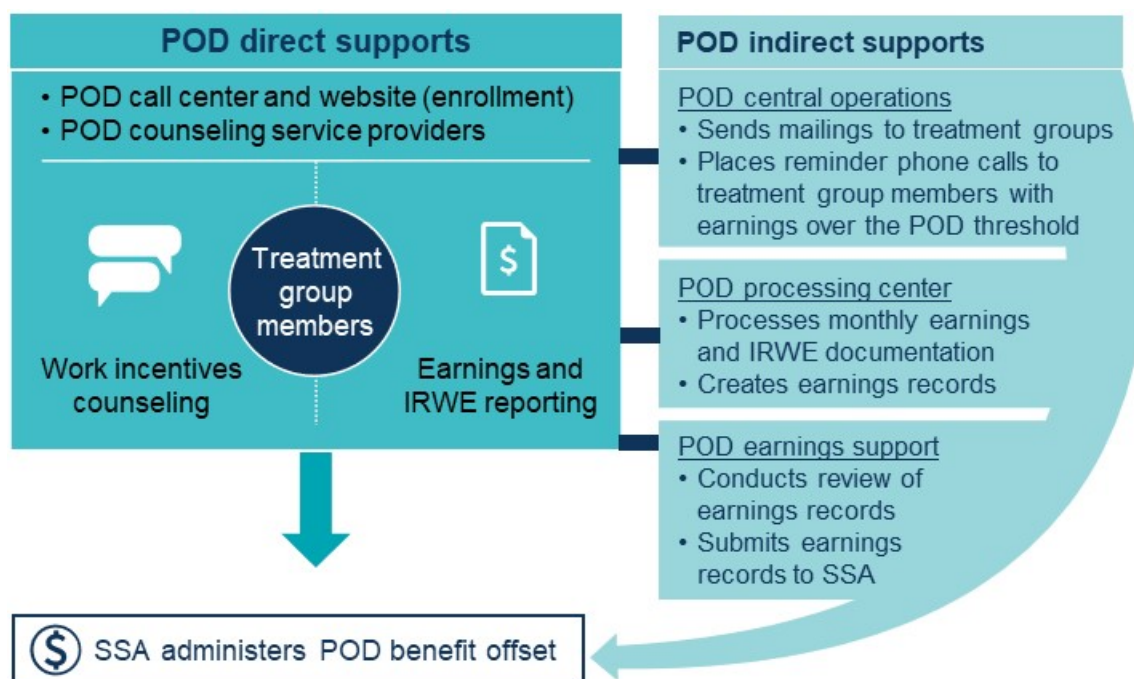 POD direct supports
• POD call center and website (enrollment)
• POD counseling service providers
Treatment
group
members
Work incentives
counseling
$
Earnings and
IRWE reporting
POD indirect supports
POD central operations
• Sends mailings to treatment groups
• Places reminder phone calls to
treatment group members with
earnings over the POD threshold
POD processing center
• Processes monthly earnings
and IRWE documentation
• Creates earnings records
POD earnings support
• Conducts review of
earnings records
• Submits earnings
records to SSA
$ SSA administers POD benefit offset